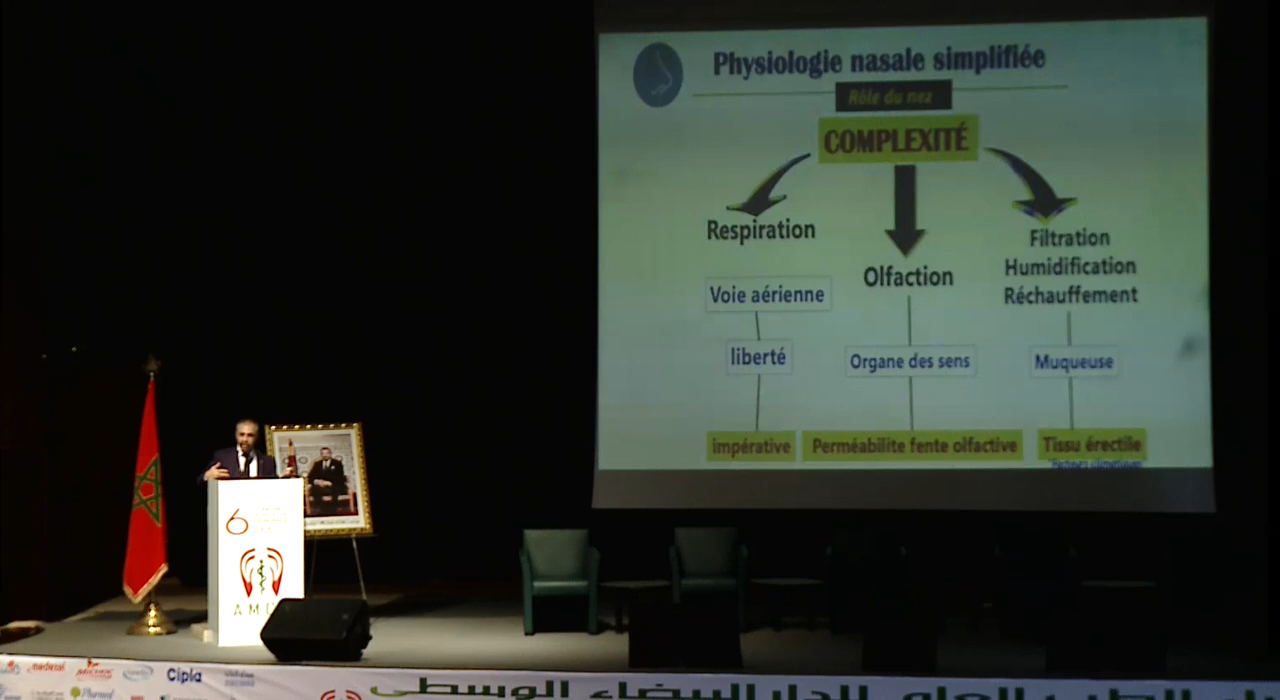 Physiologie nasale simplifiée
Rôle du nez
COMPLEXITÉ
Respiration
Olfaction
Filtration
Humidification
Réchauffement
Voie aérienne
liberté
Organe des sens
Muqueuse
impérative
Perméabilite fente olfactive
Tissu érectile
6
Cipla